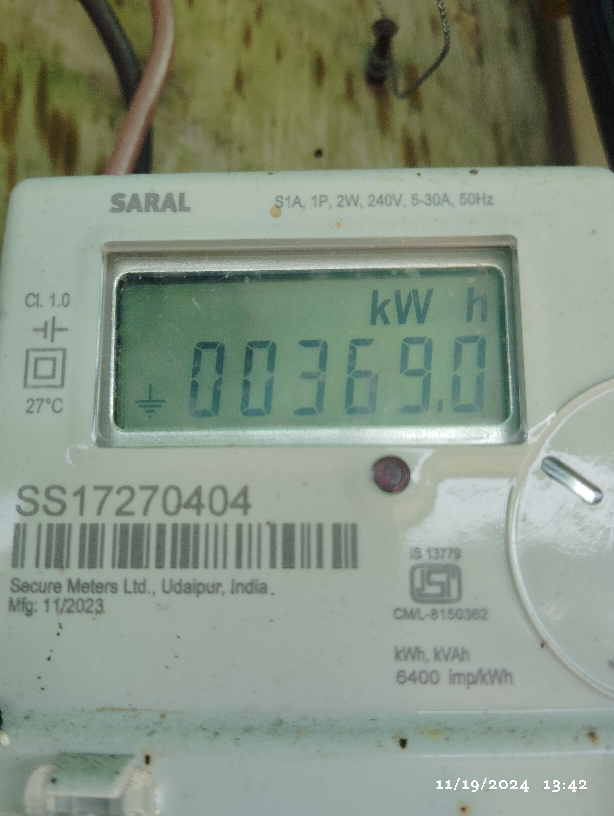 SARAL
S1A, 1P, 2W, 240V, 5-30A, 50Hz
Cl. 1.0
27°C
kW h
00369.0
SS17270404
Secure Meters Ltd., Udaipur, India
Mfg: 11/2023
IS 13779
ISI
CM/L-8150362
kWh, kVAh
6400 imp/kWh
11/19/2024 13:42